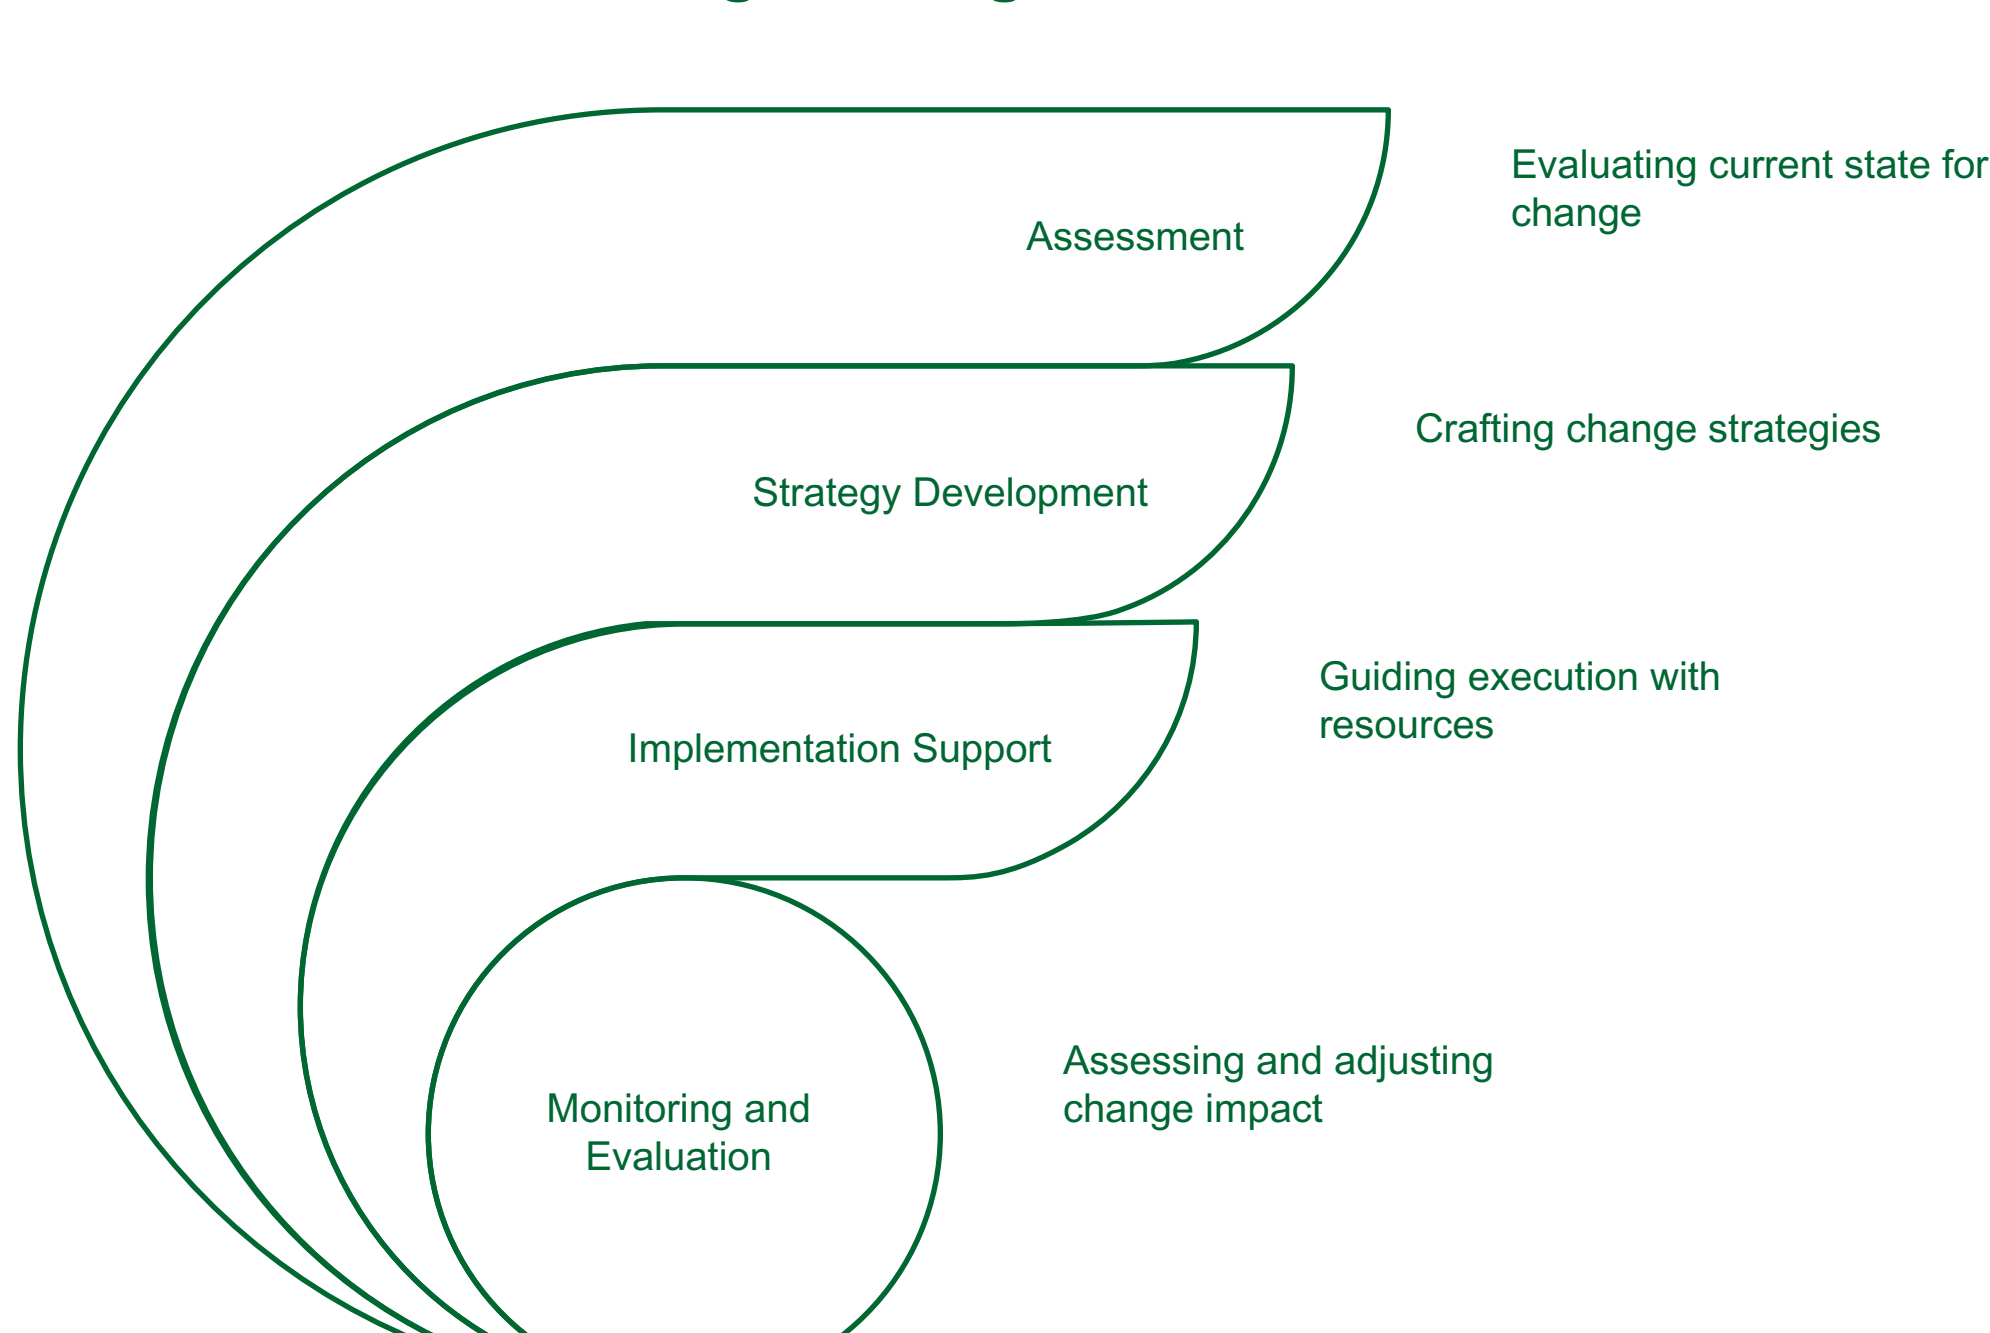 Evaluating current state for
change
Assessment
Crafting change strategies
Strategy Development
Guiding execution with
resources
Implementation Support
Assessing and adjusting
change impact
Monitoring and
Evaluation